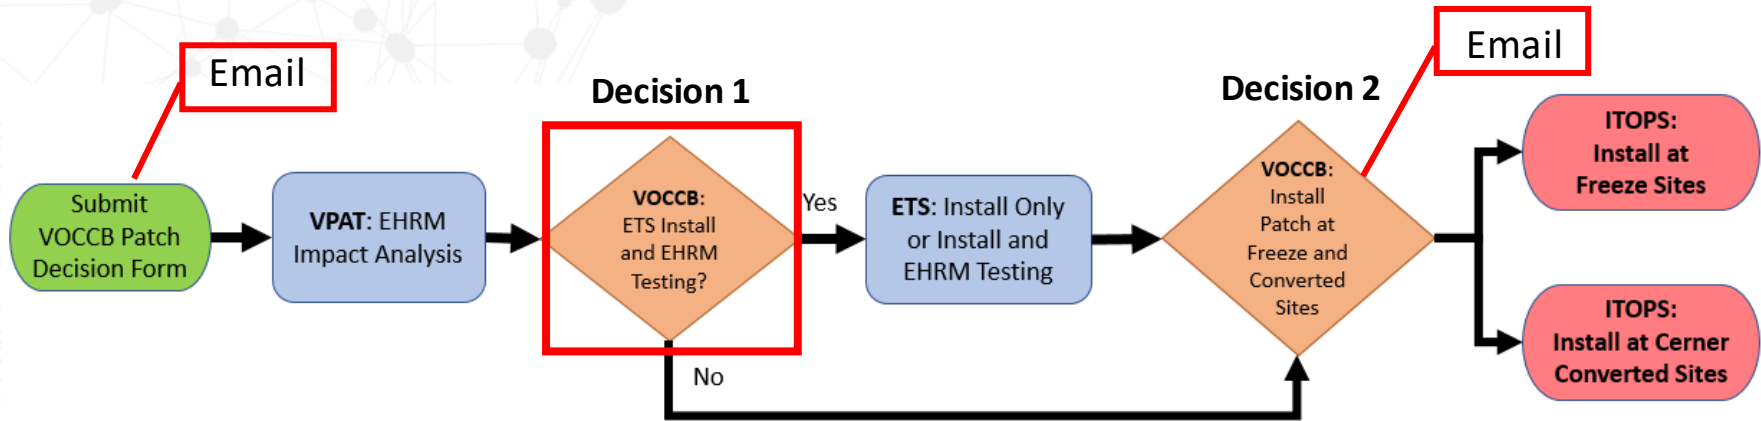 Email
Submit
VOCCB Patch
Decision Form
VPAT: EHRM
Impact Analysis
Decision 1
VOCCB:
ETS Install
and EHRM
Testing?
Yes
No
ETS: Install Only
or Install and
EHRM Testing
Decision 2
Email
VOCCB:
Install
Patch at
Freeze and
Converted
Sites
ITOPS:
Install at
Freeze Sites
ITOPS:
Install at Cerner
Converted Sites